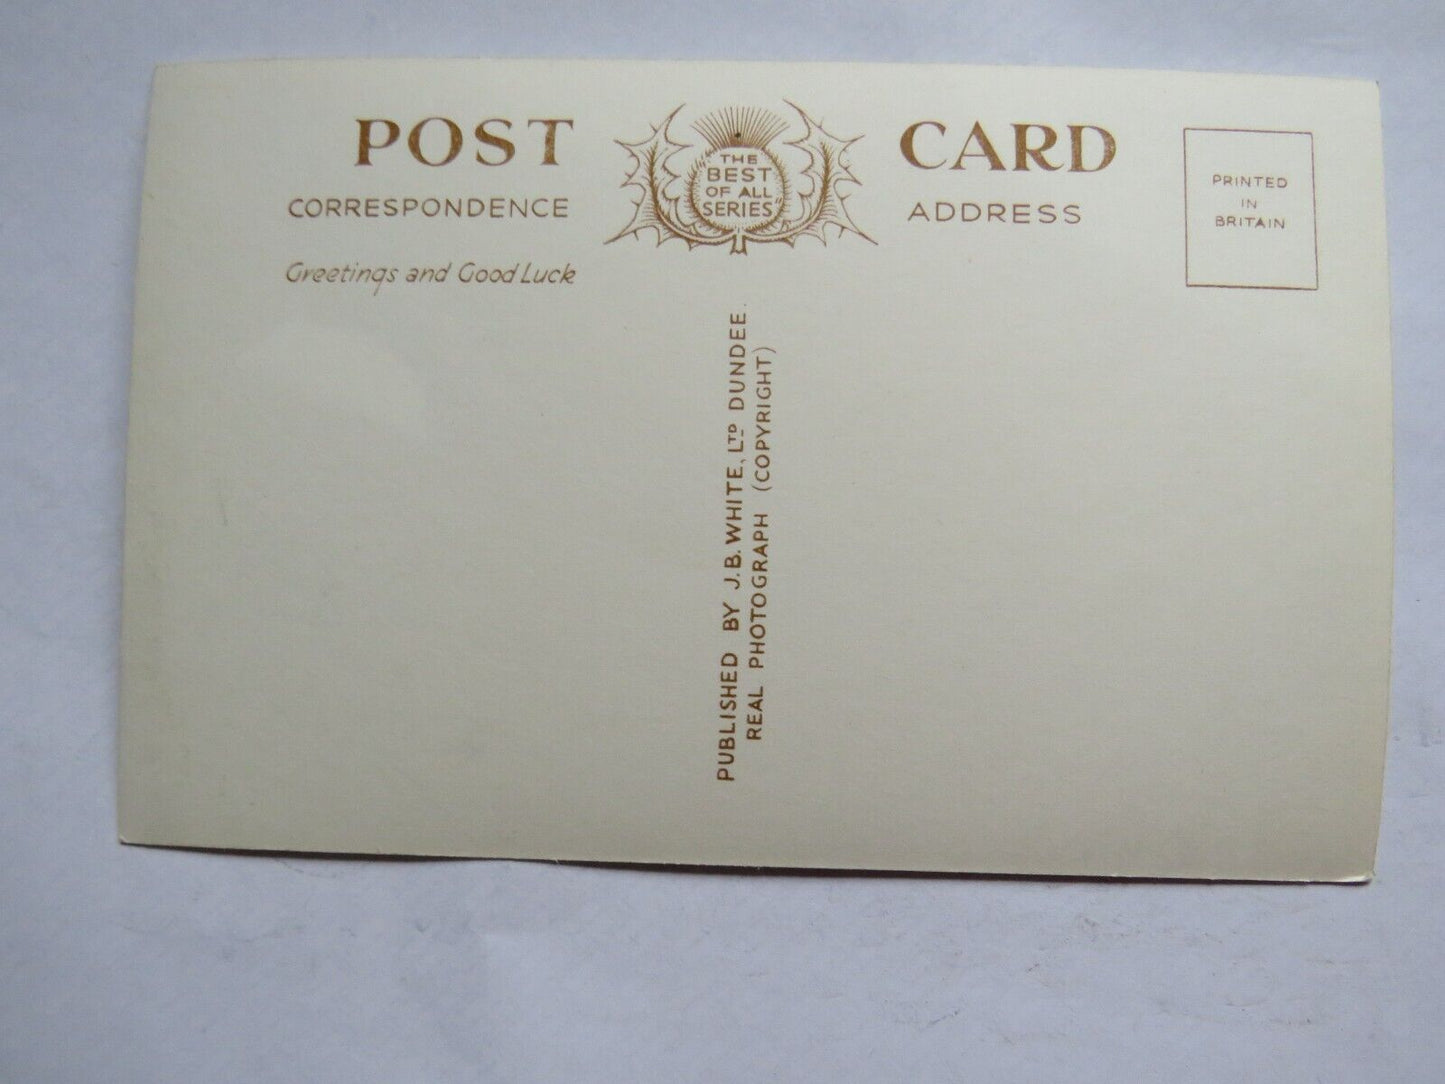 POST CARD
"THE
BEST
OF ALL
SERIES"
CORRESPONDENCE
ADDRESS
PRINTED
IN
BRITAIN
Greetings and Good Luck
PUBLISHED BY J.B. WHITE, LTD DUNDEE.
REAL PHOTOGRAPH (COPYRIGHT)